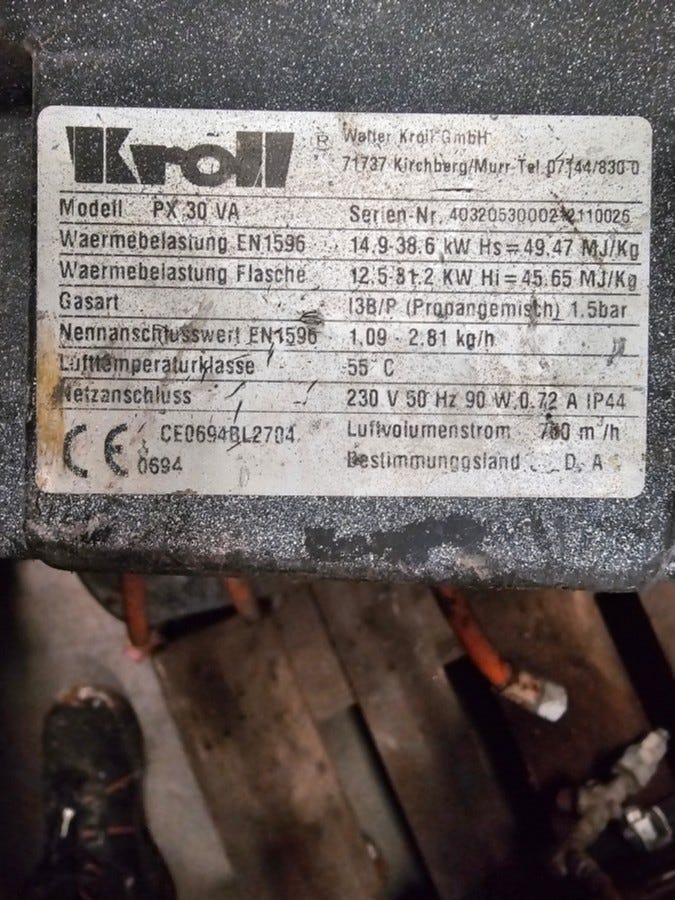 Kroll ® Walter Kroll GmbH
71737 Kirchberg/Murr Tel 07144/830-0
Modell PX 30 VA Serien-Nr.
Waermebelastung EN1596 14.9-38.6 kW Hs=49.47 MJ/Kg
Waermebelastung Flasche KW Hi=45.65 MJ/Kg
Gasart I3B/P (Propangemisch) 1.5bar
Nennanschlusswert EN1596 1,09 - 2.81 kg/h
Lufttemperaturklasse 55 C
Netzanschluss 230 V 50 Hz 90 W 0.72 A IP44
CE CE0694BL2704 Luftvolumenstrom m³/h
0694 Bestimmunggsland D, A